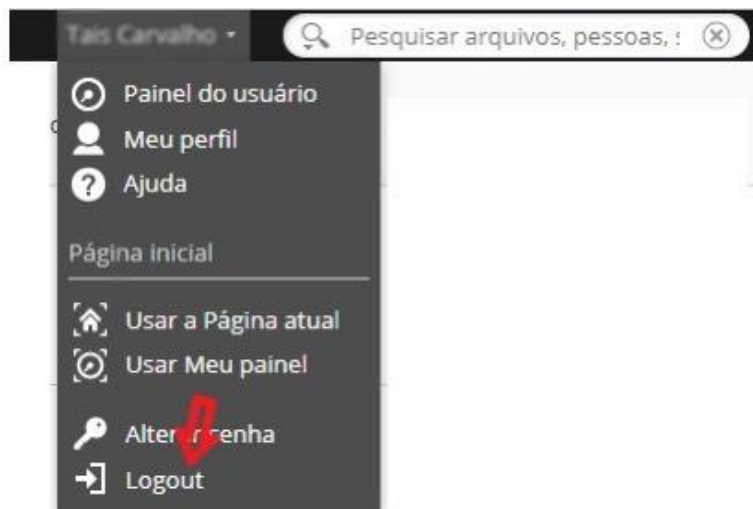 Tais Carvalho
Pesquisar arquivos, pessoas, s
Painel do usuário
Meu perfil
Ajuda
Página inicial
Usar a Página atual
Usar Meu painel
Alterar senha
Logout